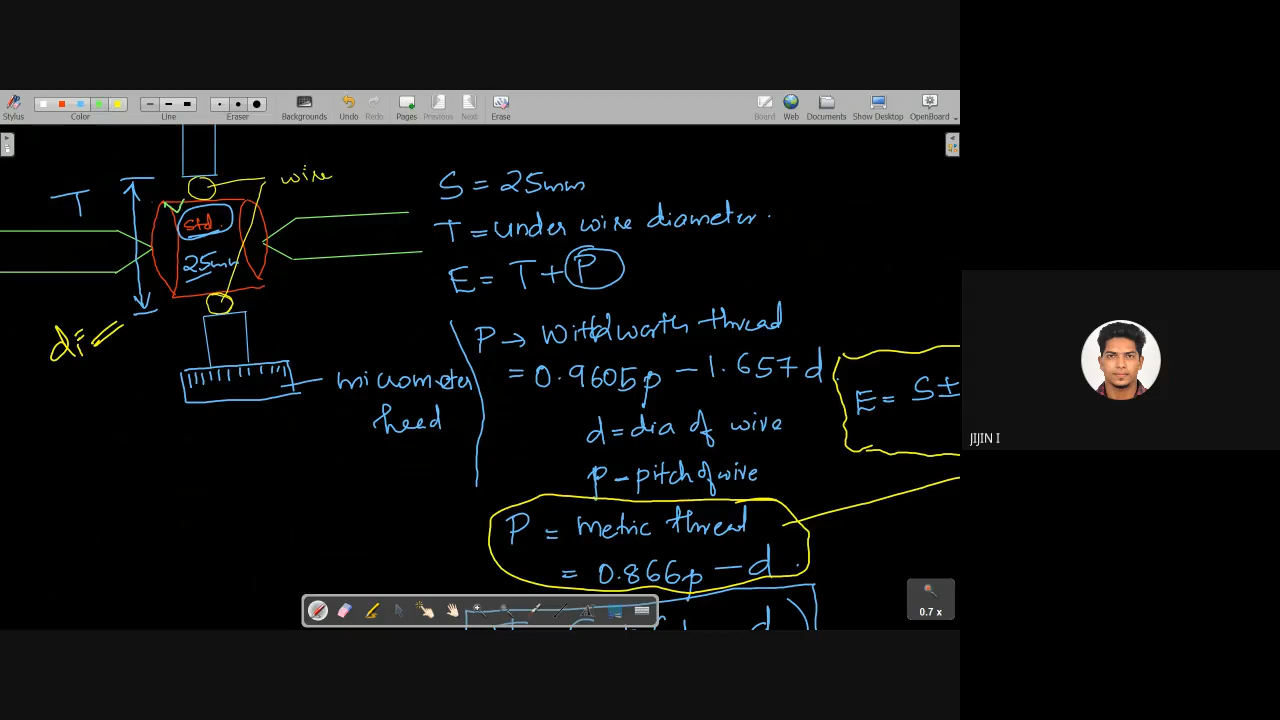 Stylus
Color
Line
Eraser
Backgrounds
Undo
Redo
Pages
Previous
Next
Erase
Board
Web
Documents
Show Desktop
OpenBoard
T
wire
std.
25mm
di =
micrometer
head
S = 25mm
T = under wire diameter.
E = T + P
P → Wittdworth thread
= 0.9605p - 1.657d
d = dia of wire
p - pitch of wire
P = metric thread
= 0.866p - d.
d)
E = S ±
JIJIN I
0.7 x